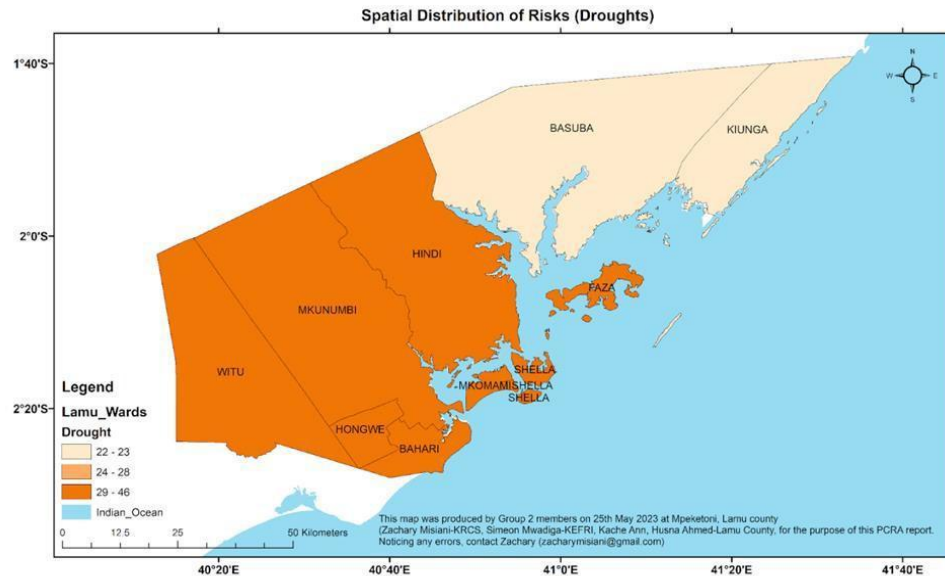 Spatial Distribution of Risks (Droughts)
1°40'S
N
W E
S
BASUBA
KIUNGA
2°0'S
HINDI
FAZA
MKUNUMBI
WITU
SHELLA
MKOMAMI SHELLA
SHELLA
2°20'S
HONGWE
BAHARI
Legend
Lamu_Wards
Drought
22 - 23
24 - 28
29 - 46
Indian_Ocean
0 12.5 25 50 Kilometers
This map was produced by Group 2 members on 25th May 2023 at Mpeketoni, Lamu county
(Zachary Misiani-KRCS, Simeon Mwadiga-KEFRI, Kache Ann, Husna Ahmed-Lamu County, for the purpose of this PCRA report.
Noticing any errors, contact Zachary (zacharymisiani@gmail.com)
40°20'E 40°40'E 41°0'E 41°20'E 41°40'E